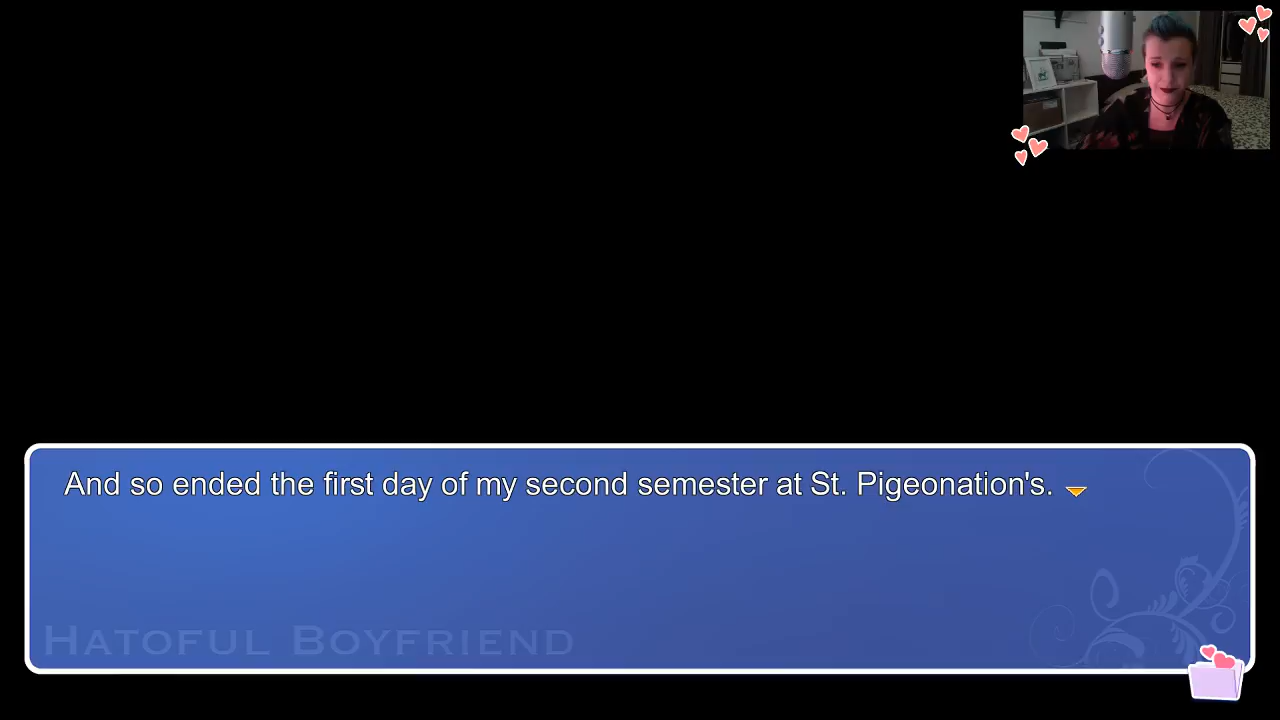 And so ended the first day of my second semester at St. Pigeonation's.
HATOFUL BOYFRIEND